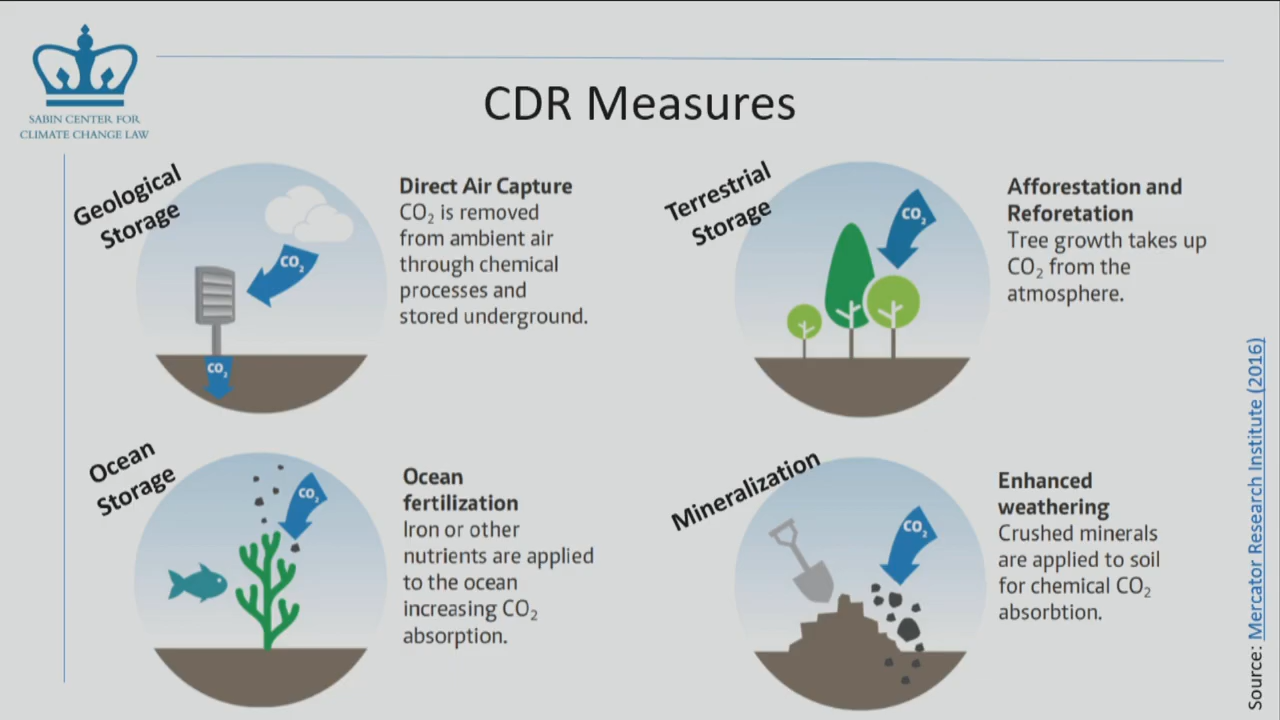 SABIN CENTER FOR
CLIMATE CHANGE LAW
CDR Measures
Geological
Storage
CO₂
CO₂
Direct Air Capture
CO₂ is removed
from ambient air
through chemical
processes and
stored underground.
Terrestrial
Storage
CO₂
Afforestation and
Reforetation
Tree growth takes up
CO₂ from the
atmosphere.
Ocean
Storage
CO₂
Ocean
fertilization
Iron or other
nutrients are applied
to the ocean
increasing CO₂
absorption.
Mineralization
CO₂
Enhanced
weathering
Crushed minerals
are applied to soil
for chemical CO₂
absorbtion.
Source: Mercator Research Institute (2016)